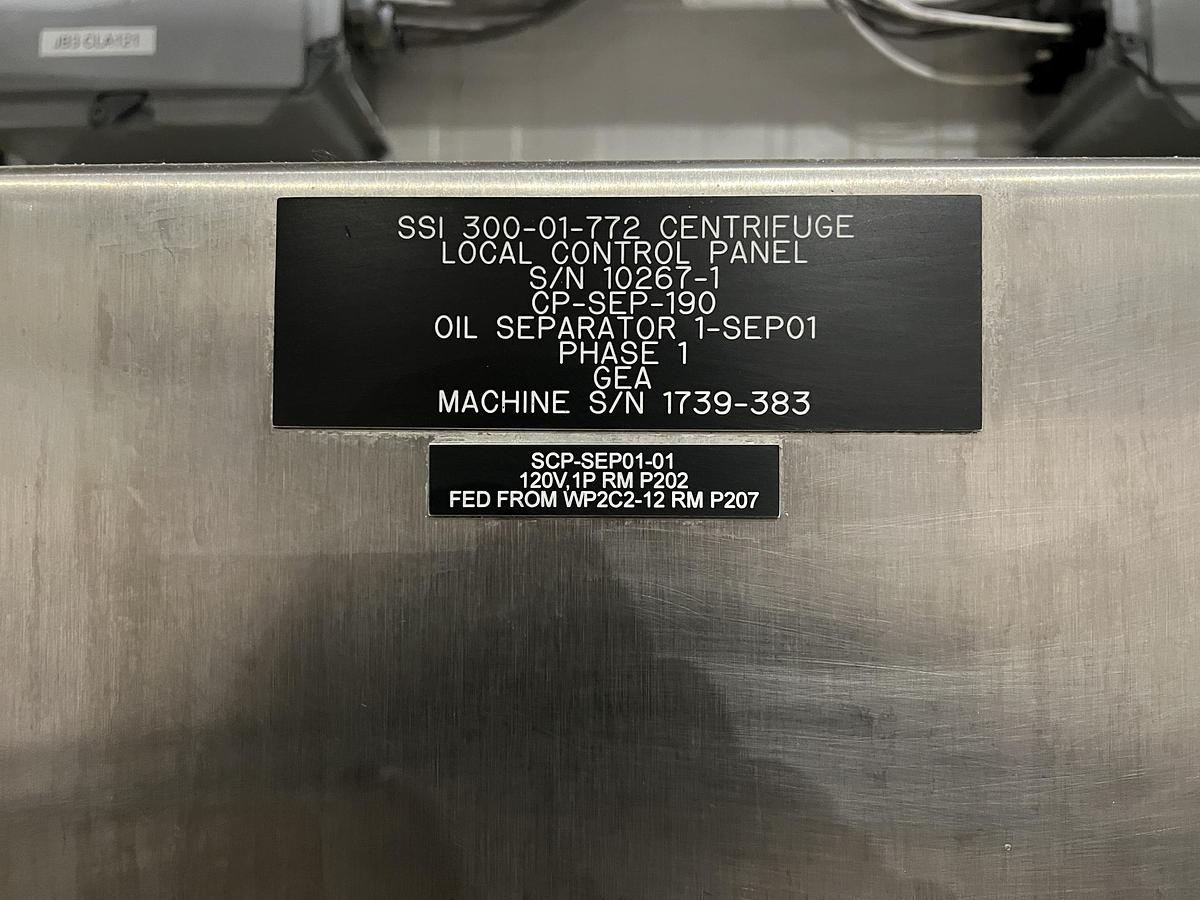 SSI 300-01-772 CENTRIFUGE
LOCAL CONTROL PANEL
S/N 10267-1
CP-SEP-190
OIL SEPARATOR 1-SEP01
PHASE 1
GEA
MACHINE S/N 1739-383
SCP-SEP01-01
120V,1P RM P202
FED FROM WP2C2-12 RM P207